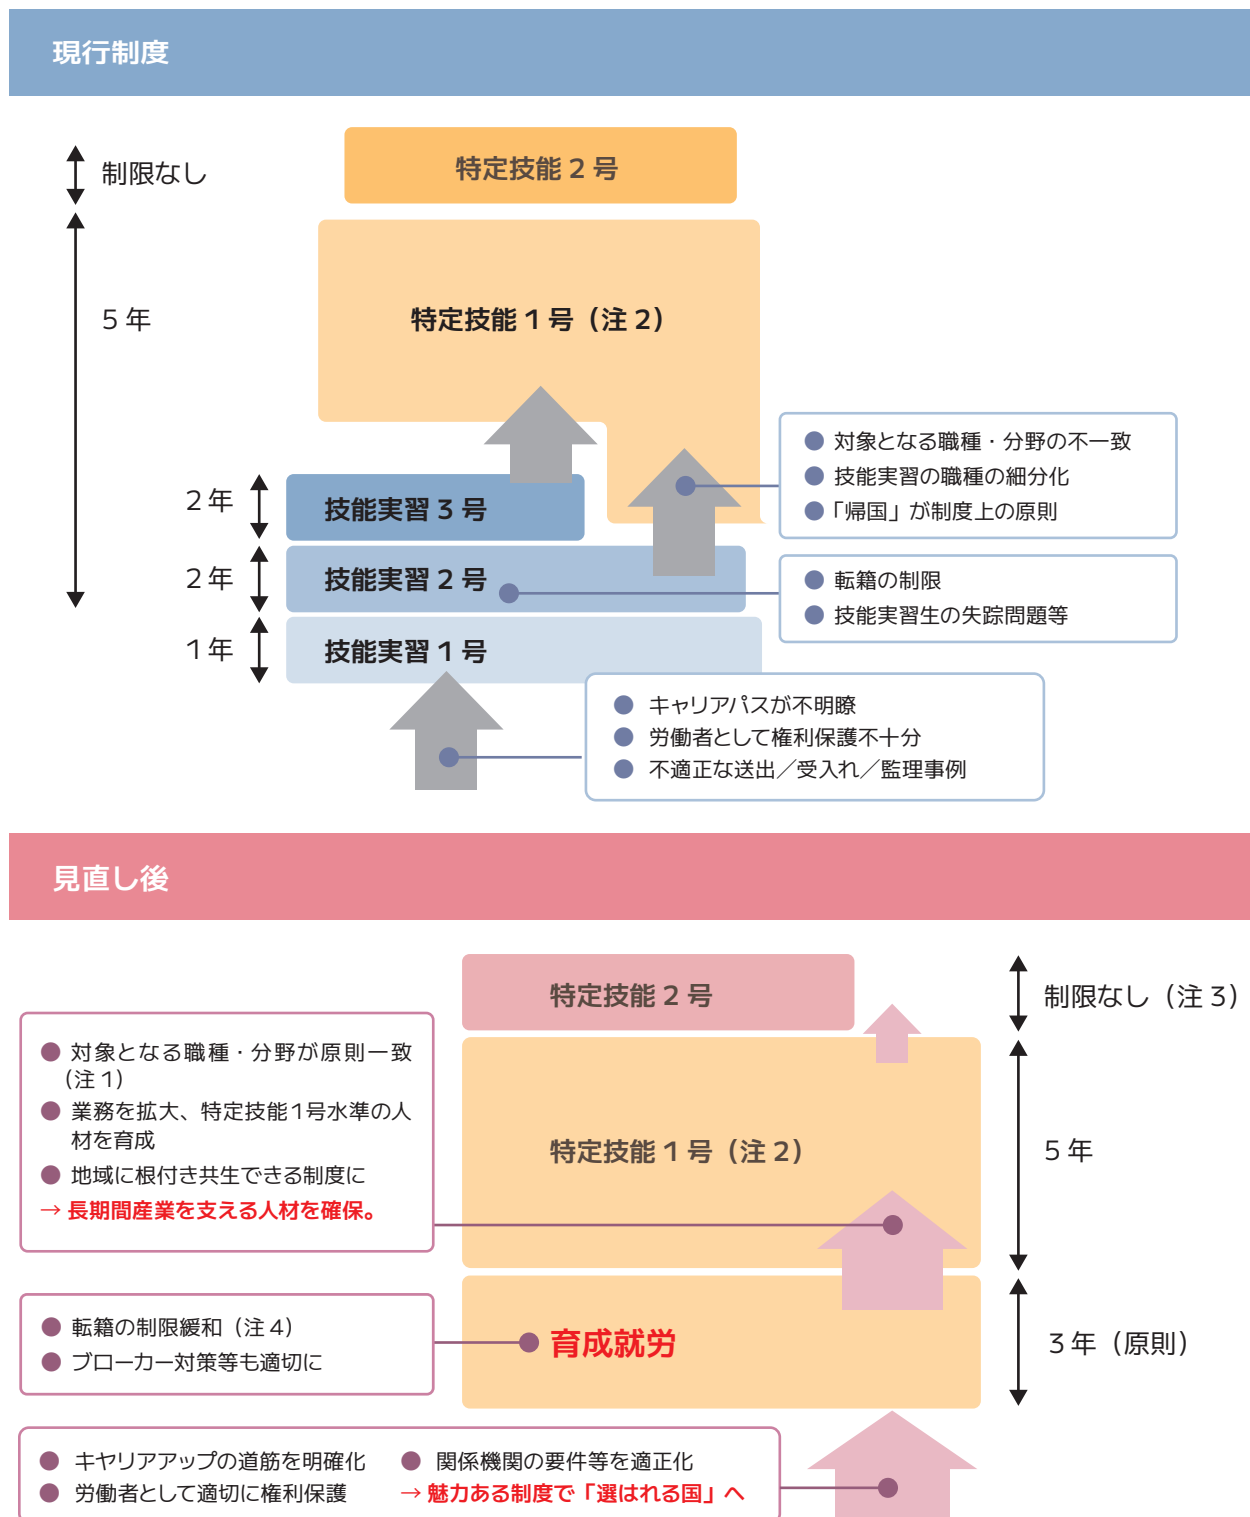 現行制度
制限なし
特定技能2号
5年
特定技能1号（注2）
● 対象となる職種・分野の不一致
● 技能実習の職種の細分化
●「帰国」が制度上の原則
2年
技能実習3号
2年
技能実習2号
● 転籍の制限
● 技能実習生の失踪問題等
1年
技能実習1号
● キャリアパスが不明瞭
● 労働者として権利保護不十分
● 不適正な送出／受入れ／監理事例
見直し後
特定技能2号
制限なし（注3）
● 対象となる職種・分野が原則一致
（注1）
● 業務を拡大、特定技能1号水準の人
材を育成
● 地域に根付き共生できる制度に
→ 長期間産業を支える人材を確保。
特定技能1号（注2）
5年
● 転籍の制限緩和（注4）
● ブローカー対策等も適切に
育成就労
3年（原則）
● キヤリアアップの道筋を明確化
● 労働者として適切に権利保護
● 関係機関の要件等を適正化
→ 魅力ある制度で「選はれる国」へ